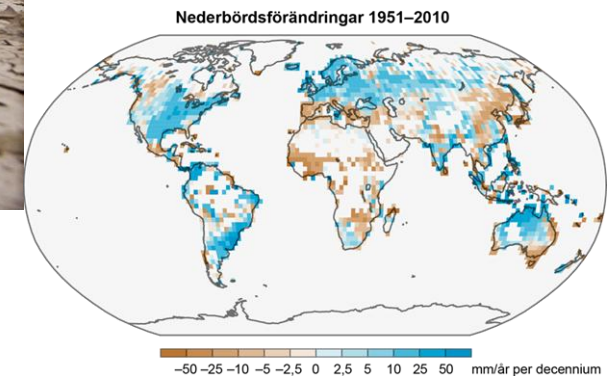 Nederbördsförändringar 1951–2010
–50 –25 –10 –5 –2,5 0 2,5 5 10 25 50 mm/år per decennium